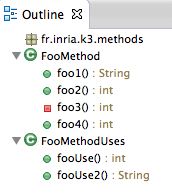 Outline
fr.inria.k3.methods
FooMethod
foo1() : String
foo2() : int
foo3() : int
foo4() : int
FooMethodUses
fooUse() : int
fooUse2() : String